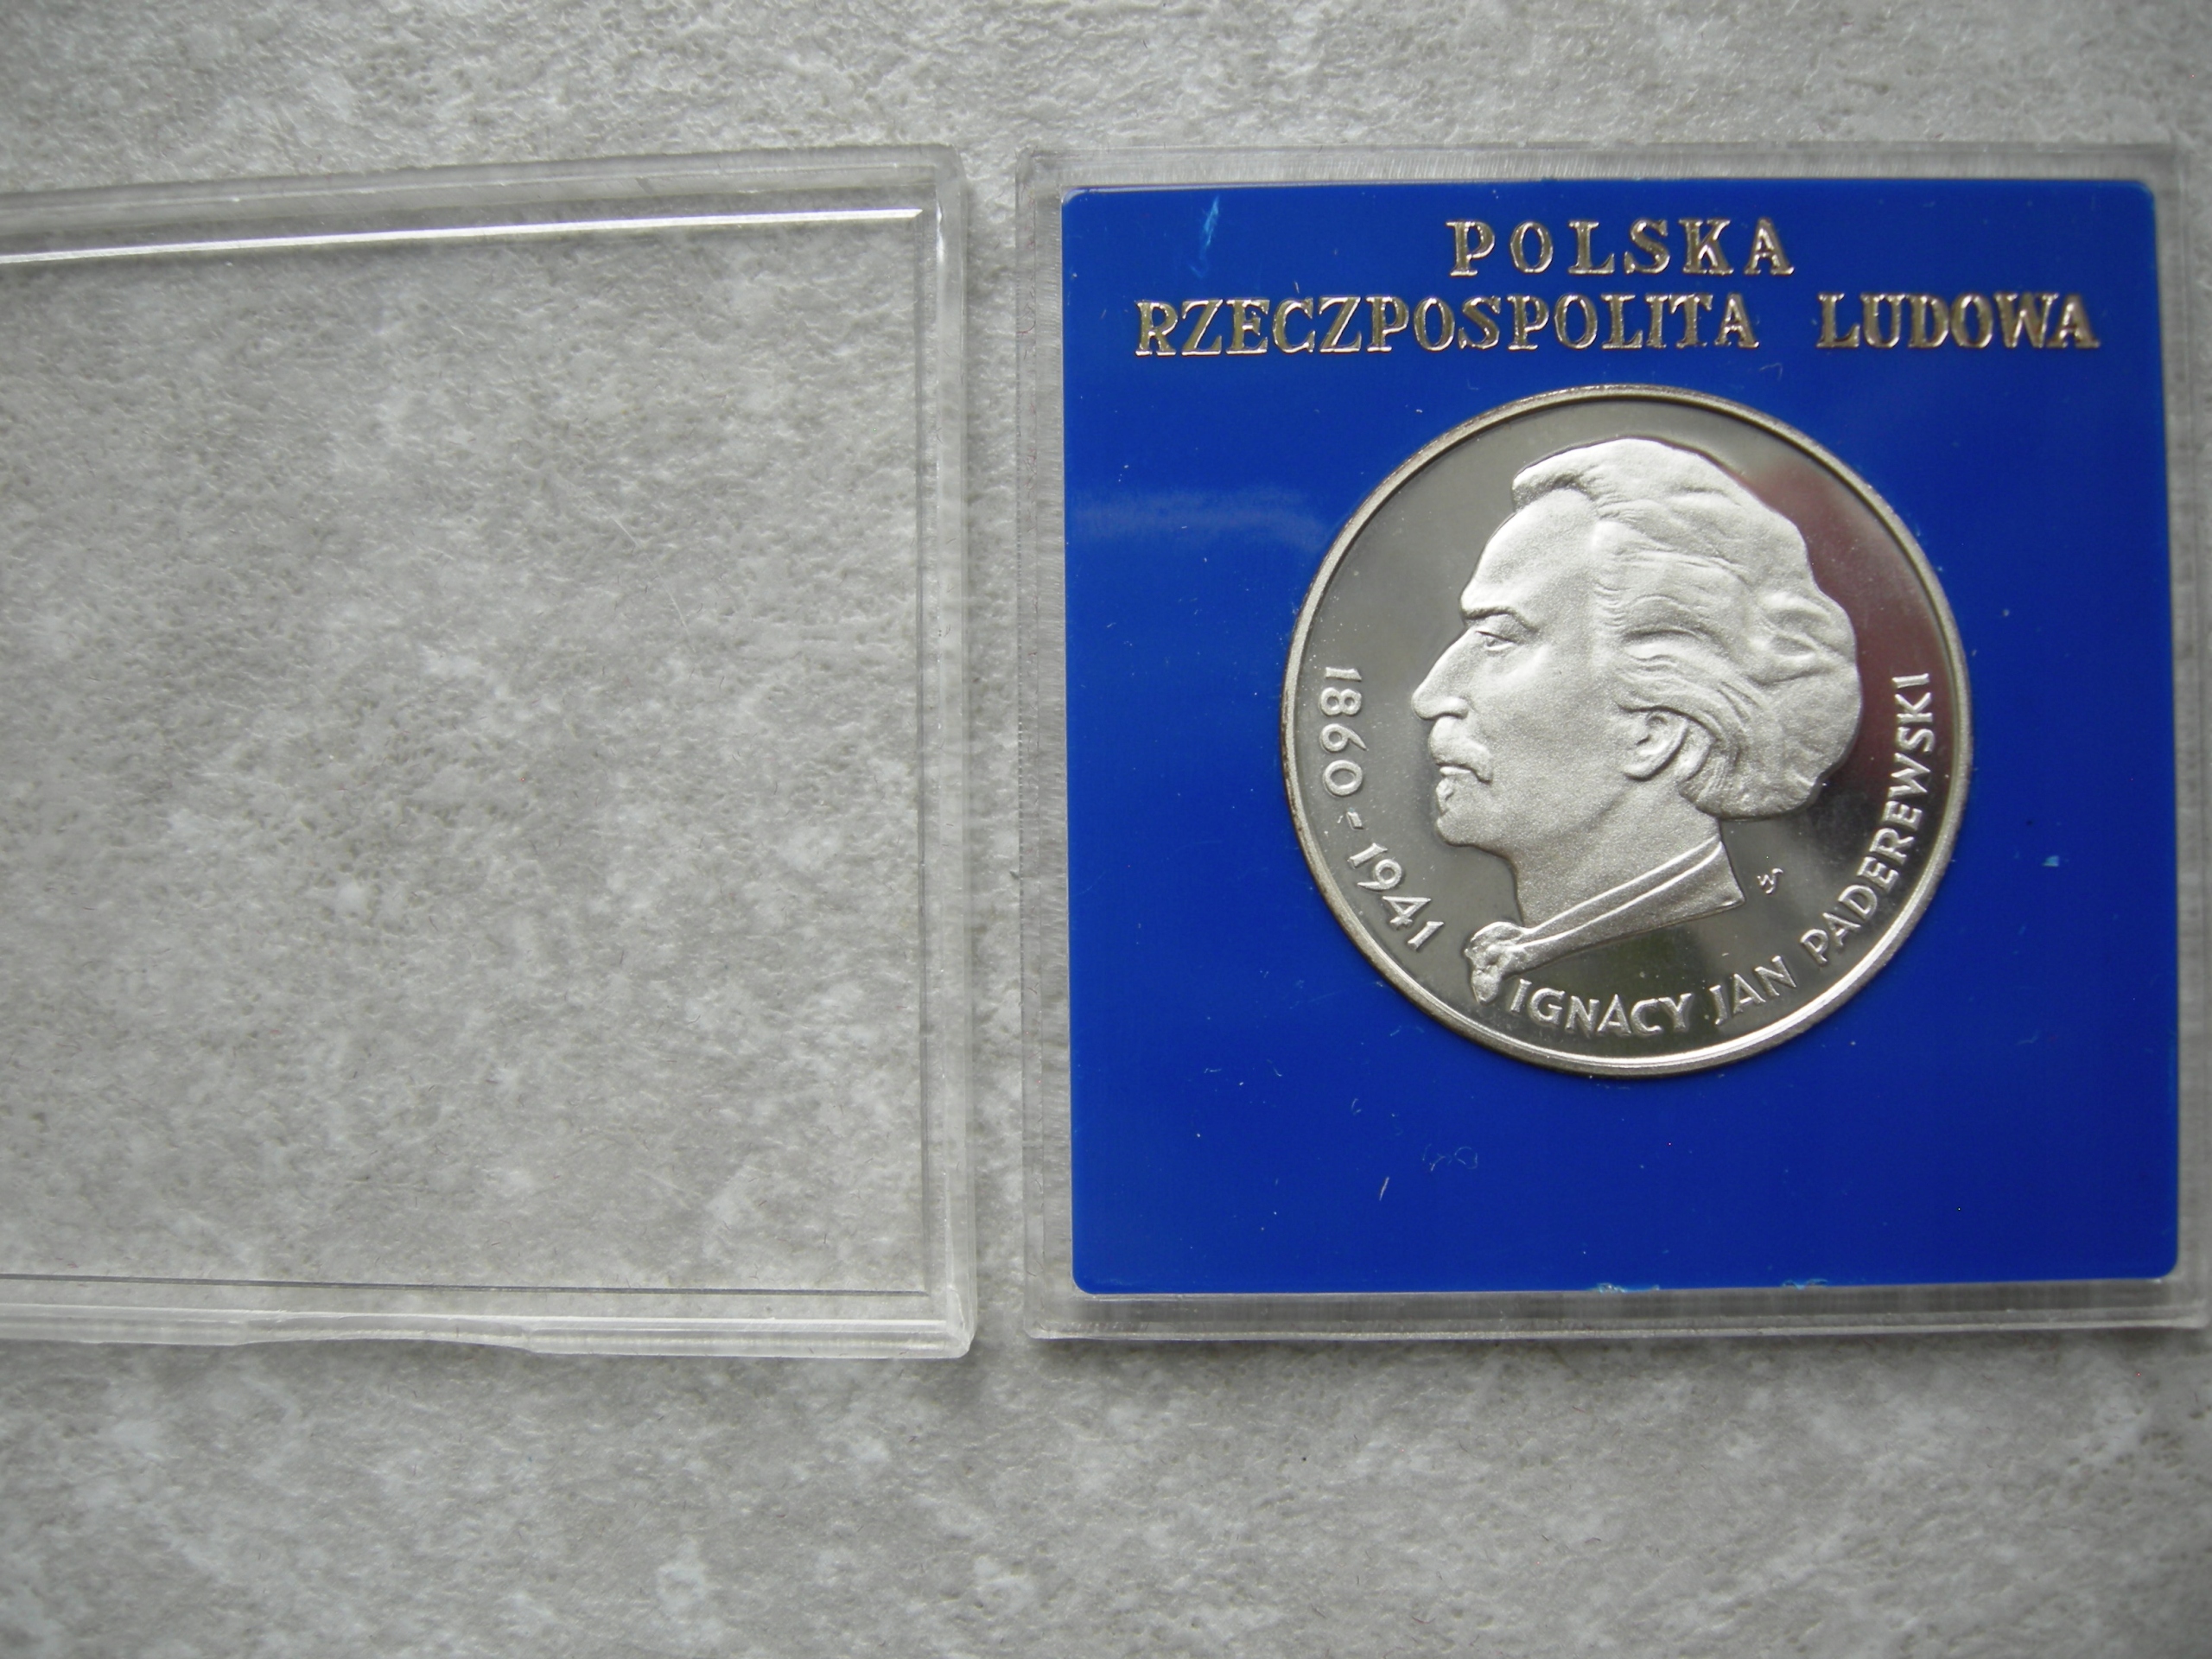 POLSKA
RZECZPOSPOLITA LUDOWA
1860-1941
IGNACY JAN PADEREWSKI